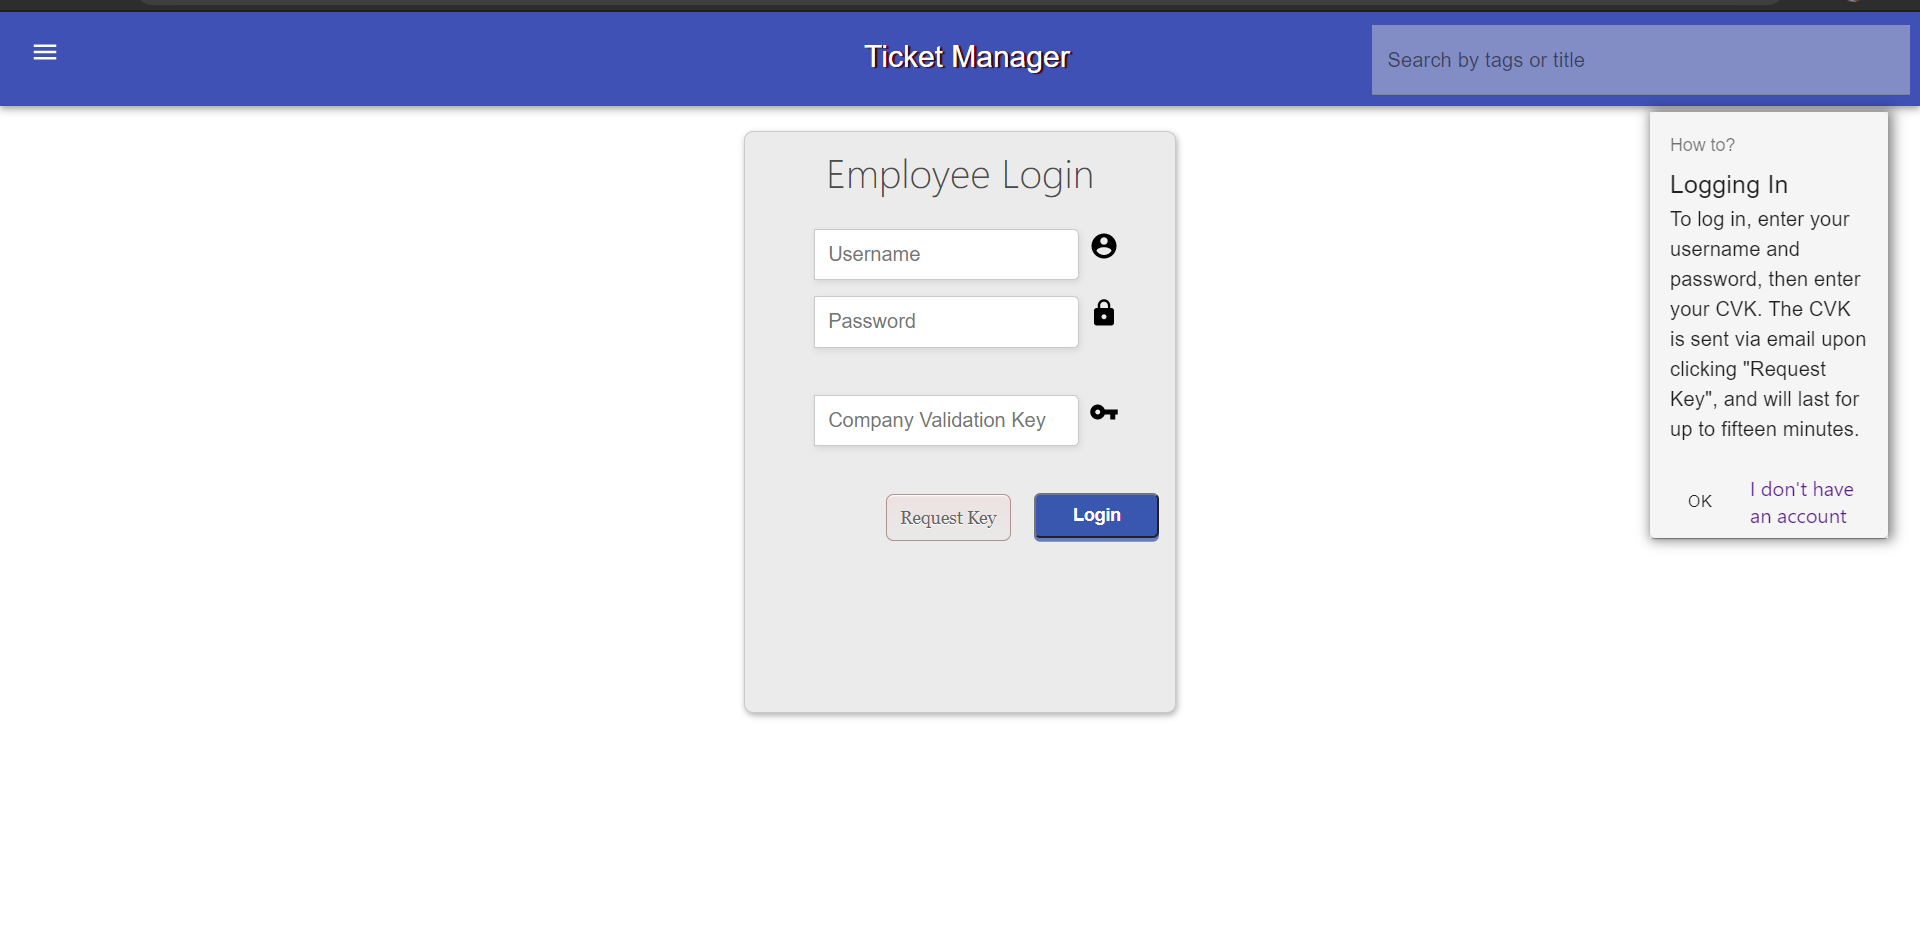 Ticket Manager
Search by tags or title
Employee Login
Username
Password
Company Validation Key
Request Key
Login
How to?
Logging In
To log in, enter your
username and
password, then enter
your CVK. The CVK
is sent via email upon
clicking "Request
Key", and will last for
up to fifteen minutes.
OK
I don't have
an account